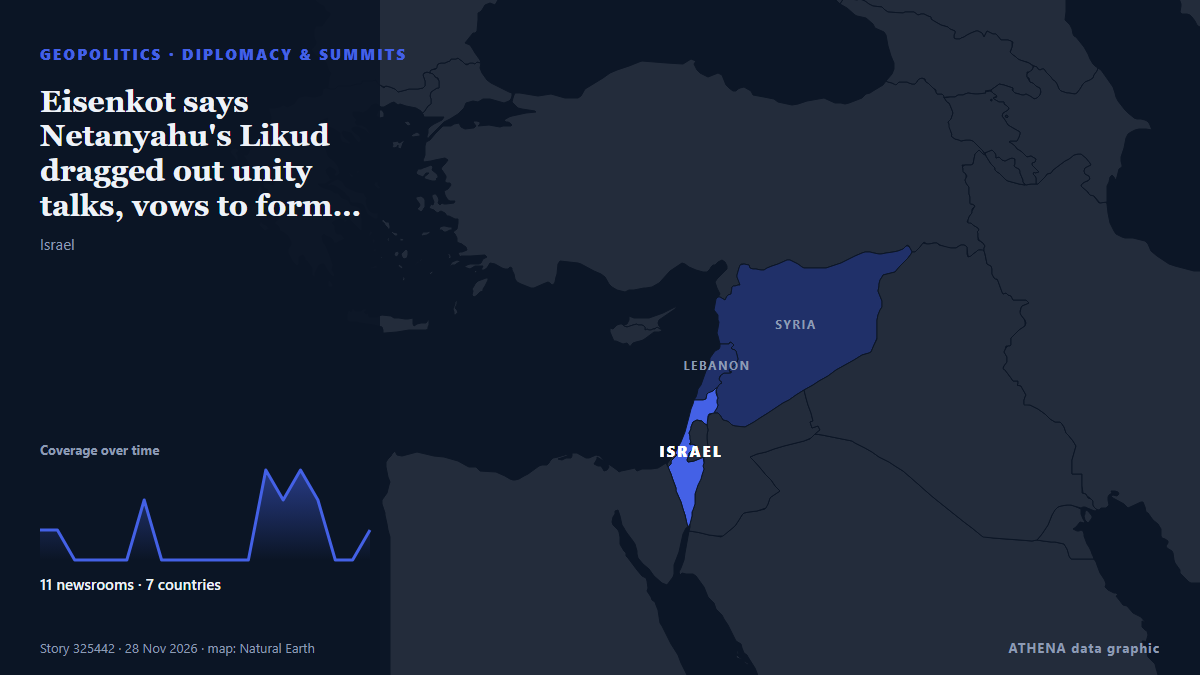 GEOPOLITICS · DIPLOMACY & SUMMITS
Eisenkot says
Netanyahu's Likud
dragged out unity
talks, vows to form…
Israel
SYRIA
LEBANON
ISRAEL
Coverage over time
11 newsrooms · 7 countries
Story 325442 · 28 Nov 2026 · map: Natural Earth
ATHENA data graphic